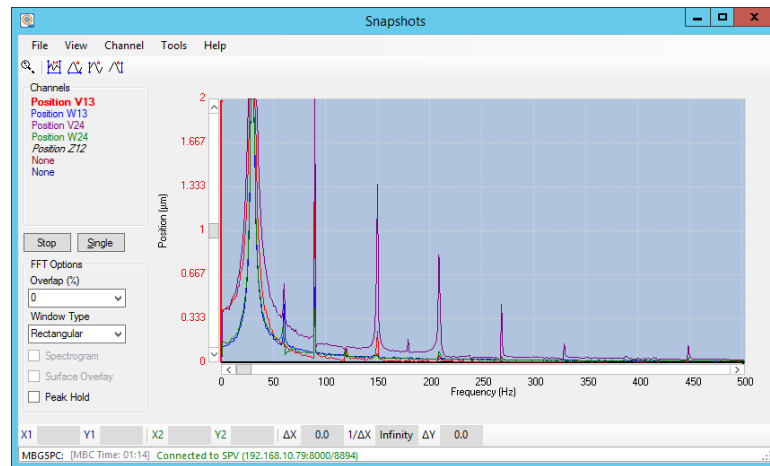 Snapshots
File View Channel Tools Help
Channels
Position V13
Position W13
Position V24
Position W24
Position Z12
None
None
Stop Single
FFT Options
Overlap (%)
0
Window Type
Rectangular
Spectrogram
Surface Overlay
Peak Hold
Position (µm)
2
1.667
1.333
1
0.667
0.333
0
0 50 100 150 200 250 300 350 400 450 500
Frequency (Hz)
X1 Y1 X2 Y2 ΔX 0.0 1/ΔX Infinity ΔY 0.0
MBG5PC: [MBC Time: 01:14] Connected to SPV (192.168.10.79:8000/8894)